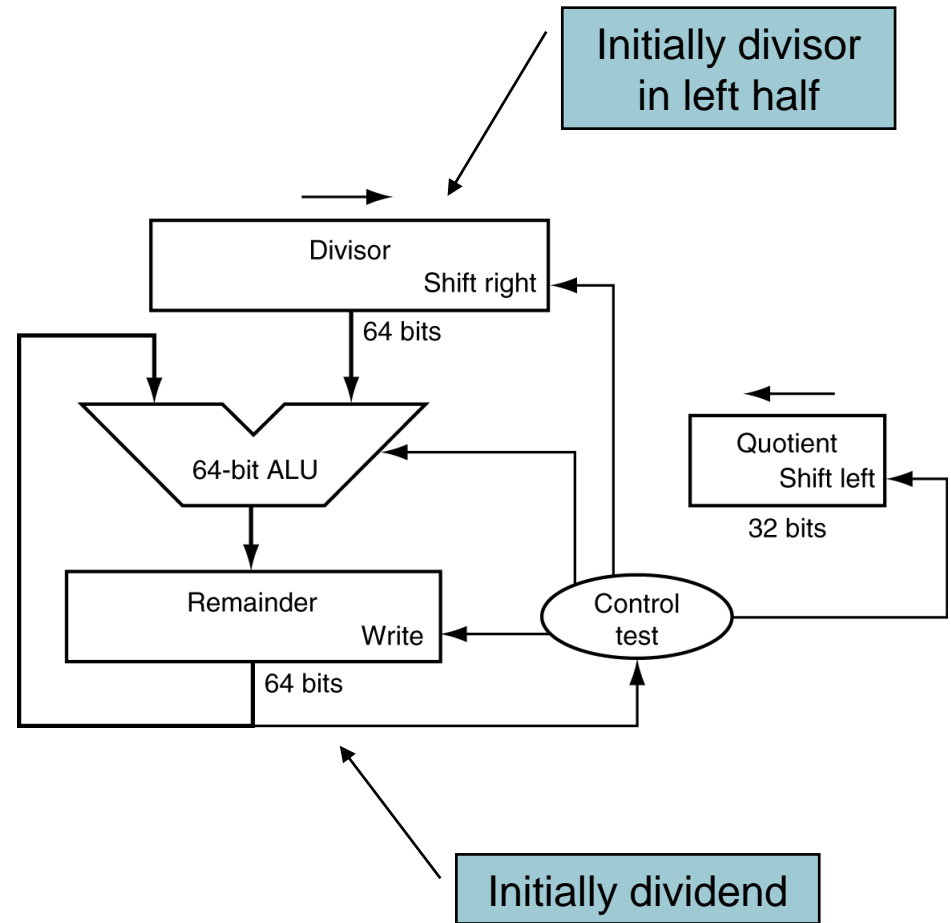 Initially divisor
in left half
Divisor
Shift right
64 bits
64-bit ALU
Quotient
Shift left
32 bits
Remainder
Write
Control
test
64 bits
Initially dividend